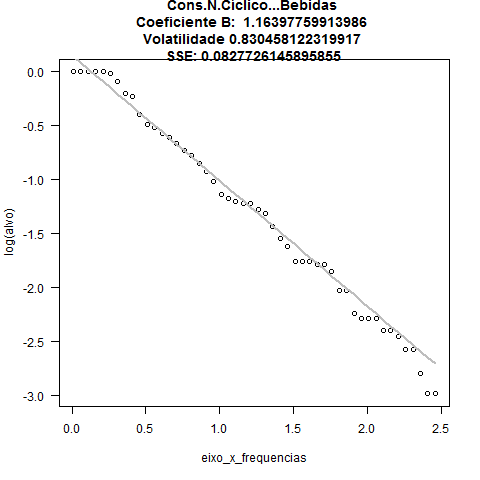 Cons.N.Ciclico...Bebidas
Coeficiente B:  1.16397759913986
Volatilidade 0.830458122319917
SSE: 0.0827726145895855
log(alvo)
0.0
-0.5
-1.0
-1.5
-2.0
-2.5
-3.0
0.0 0.5 1.0 1.5 2.0 2.5
eixo_x_frequencias